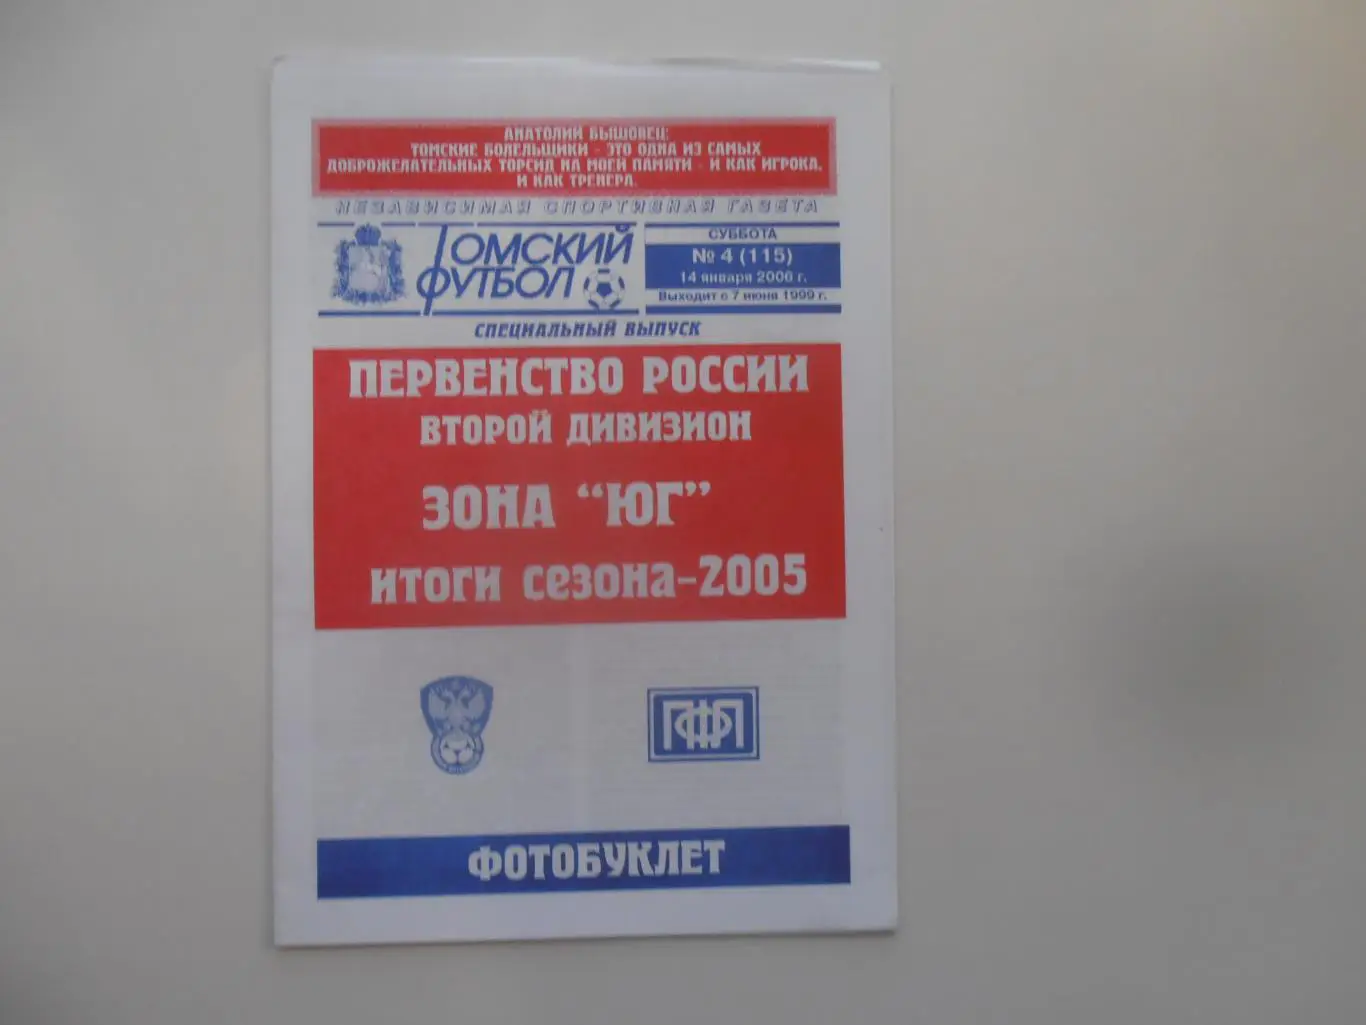 АНАТОЛИЙ БЫШОВЕЦ:
ТОМСКИЕ БОЛЕЛЬЩИКИ - ЭТО ОДНА ИЗ САМЫХ
ДОБРОЖЕЛАТЕЛЬНЫХ ТОРСИД НА МОЕЙ ПАМЯТИ - И КАК ИГРОКА,
И КАК ТРЕНЕРА.
НЕЗАВИСИМАЯ СПОРТИВНАЯ ГАЗЕТА
ТОМСКИЙ
ФУТБОЛ
СУББОТА
№ 4 (115)
14 января 2006 г.
Выходит с 7 июня 1999 г.
СПЕЦИАЛЬНЫЙ ВЫПУСК
ПЕРВЕНСТВО РОССИИ
ВТОРОЙ ДИВИЗИОН
ЗОНА "ЮГ"
ИТОГИ СЕЗОНА-2005
ПФЛ
ФОТОБУКЛЕТ